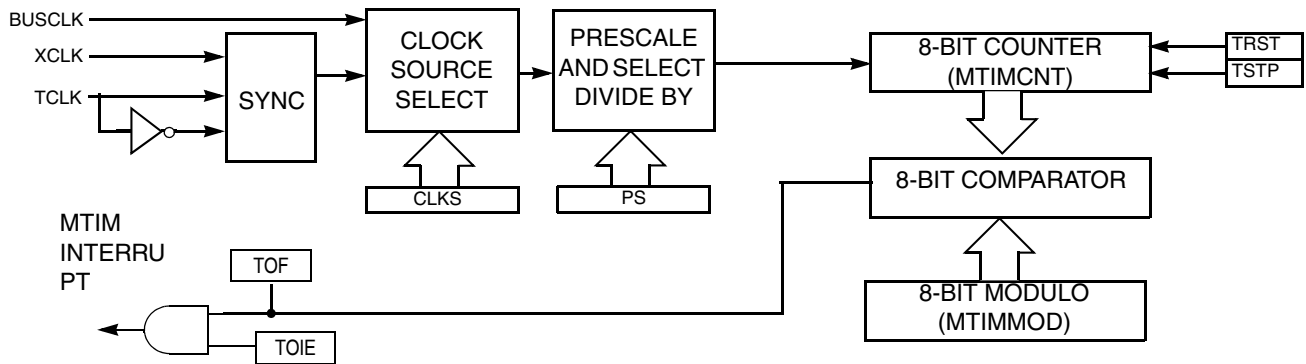 BUSCLK
XCLK
TCLK
SYNC
CLOCK
SOURCE
SELECT
PRESCALE
AND SELECT
DIVIDE BY
8-BIT COUNTER
(MTIMCNT)
TRST
TSTP
CLKS
PS
8-BIT COMPARATOR
MTIM
INTERRU
PT
TOF
TOIE
8-BIT MODULO
(MTIMMOD)